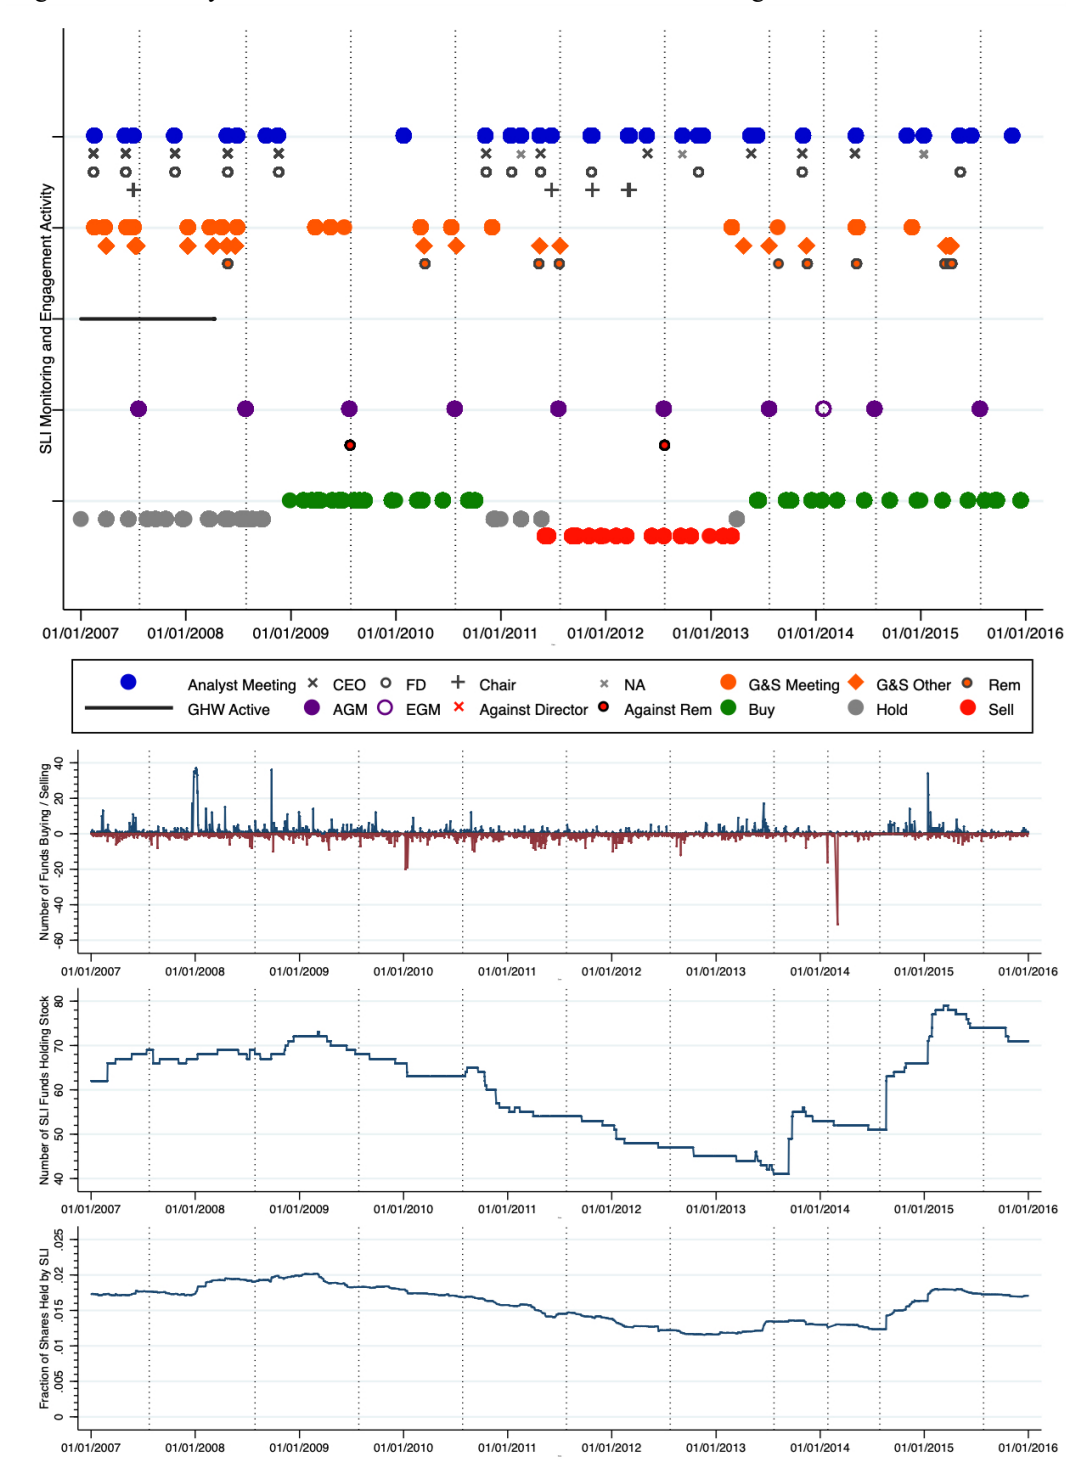 SLI Monitoring and Engagement Activity
01/01/2007 01/01/2008 01/01/2009 01/01/2010 01/01/2011 01/01/2012 01/01/2013 01/01/2014 01/01/2015 01/01/2016
Analyst Meeting CEO FD Chair NA G&S Meeting G&S Other Rem
GHW Active AGM EGM Against Director Against Rem Buy Hold Sell
Number of Funds Buying / Selling
40
20
0
-20
-40
-60
01/01/2007 01/01/2008 01/01/2009 01/01/2010 01/01/2011 01/01/2012 01/01/2013 01/01/2014 01/01/2015 01/01/2016
Number of SLI Funds Holding Stock
80
70
60
50
40
01/01/2007 01/01/2008 01/01/2009 01/01/2010 01/01/2011 01/01/2012 01/01/2013 01/01/2014 01/01/2015 01/01/2016
Fraction of Shares Held by SLI
.025
.02
.015
.01
.005
0
01/01/2007 01/01/2008 01/01/2009 01/01/2010 01/01/2011 01/01/2012 01/01/2013 01/01/2014 01/01/2015 01/01/2016